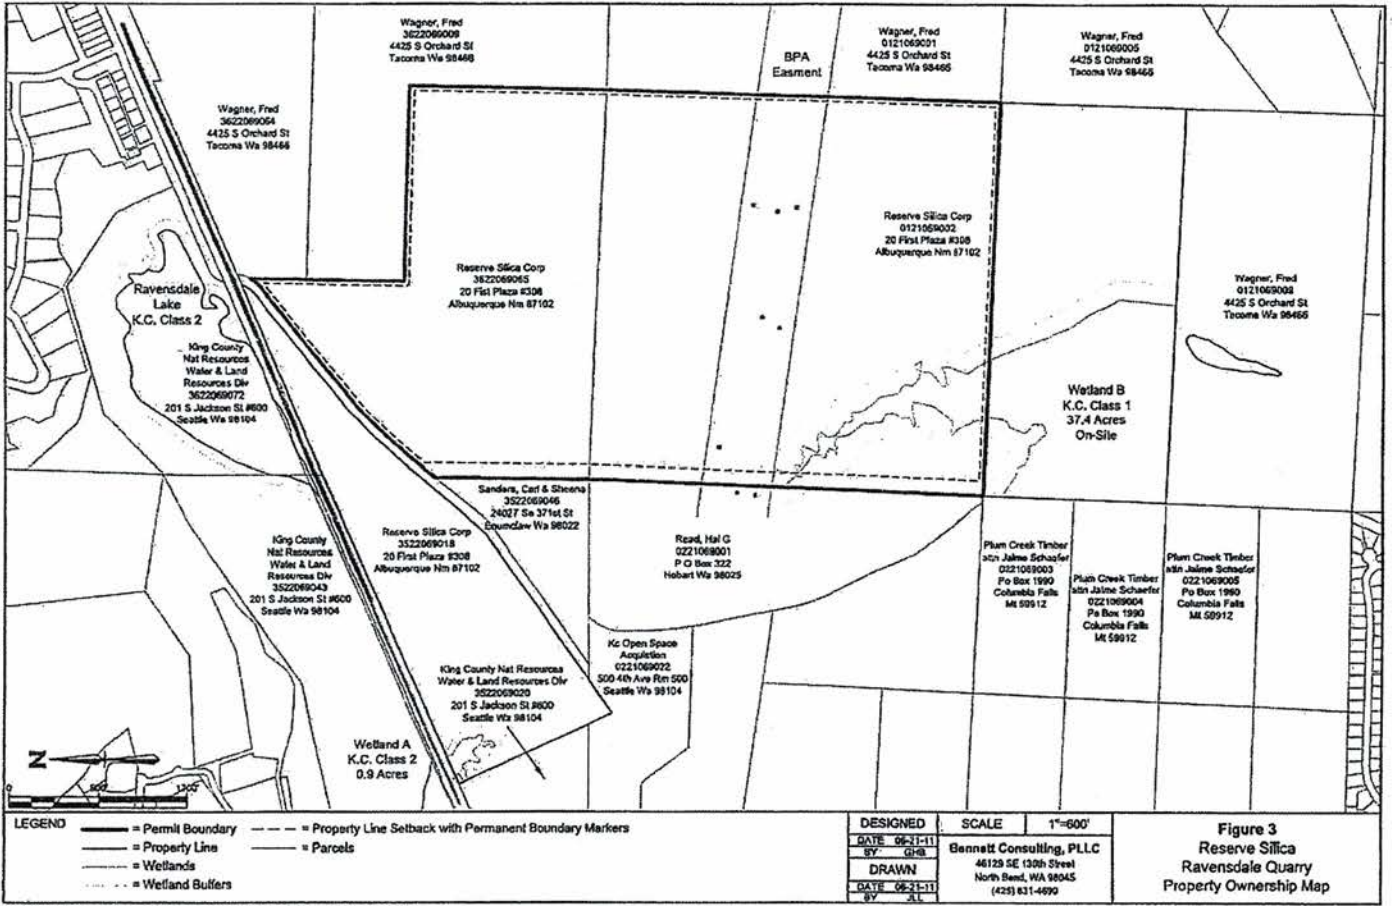 Wagner, Fred
3622069009
4425 S Orchard St
Tacoma Wa 98466
Wagner, Fred
3622069064
4425 S Orchard St
Tacoma Wa 98466
BPA
Easment
Wagner, Fred
0121069001
4425 S Orchard St
Tacoma Wa 98466
Wagner, Fred
0121069005
4425 S Orchard St
Tacoma Wa 98466
Reserve Silica Corp
3622069065
20 Fist Plaza #308
Albuquerque Nm 87102
Reserve Silica Corp
0121069002
20 First Plaza #308
Albuquerque Nm 87102
Wagner, Fred
0121069008
4425 S Orchard St
Tacoma Wa 98466
Ravensdale
Lake
K.C. Class 2
King County
Nat Resources
Water & Land
Resources Div
3622069072
201 S Jackson St #600
Seattle Wa 98104
Wetland B
K.C. Class 1
37.4 Acres
On-Site
Sanders, Carl & Sheena
3522069046
24027 Se 371st St
Enumclaw Wa 98022
King County
Nat Resources
Water & Land
Resources Div
3522069043
201 S Jackson St #600
Seattle Wa 98104
Reserve Silica Corp
3522069018
20 First Plaza #308
Albuquerque Nm 87102
Read, Hal G
0221069001
P O Box 322
Hobart Wa 98025
Plum Creek Timber
attn Jaime Schaefer
0221069003
Po Box 1990
Columbia Falls
Mt 59912
Plum Creek Timber
attn Jaime Schaefer
0221069004
Po Box 1990
Columbia Falls
Mt 59912
Plum Creek Timber
attn Jaime Schaefer
0221069005
Po Box 1990
Columbia Falls
Mt 59912
King County Nat Resources
Water & Land Resources Div
3522069020
201 S Jackson St #600
Seattle Wa 98104
Kc Open Space
Acquistion
0221069022
500 4th Ave Rm 500
Seattle Wa 98104
Wetland A
K.C. Class 2
0.9 Acres
N
0 600' 1200'
LEGEND
= Permit Boundary
= Property Line Setback with Permanent Boundary Markers
= Property Line
= Parcels
= Wetlands
= Wetland Buffers
DESIGNED
DATE 06-21-11
BY GHB
DRAWN
DATE 06-21-11
BY JLL
SCALE 1"=600'
Bennett Consulting, PLLC
46129 SE 130th Street
North Bend, WA 98045
(425) 831-4690
Figure 3
Reserve Silica
Ravensdale Quarry
Property Ownership Map